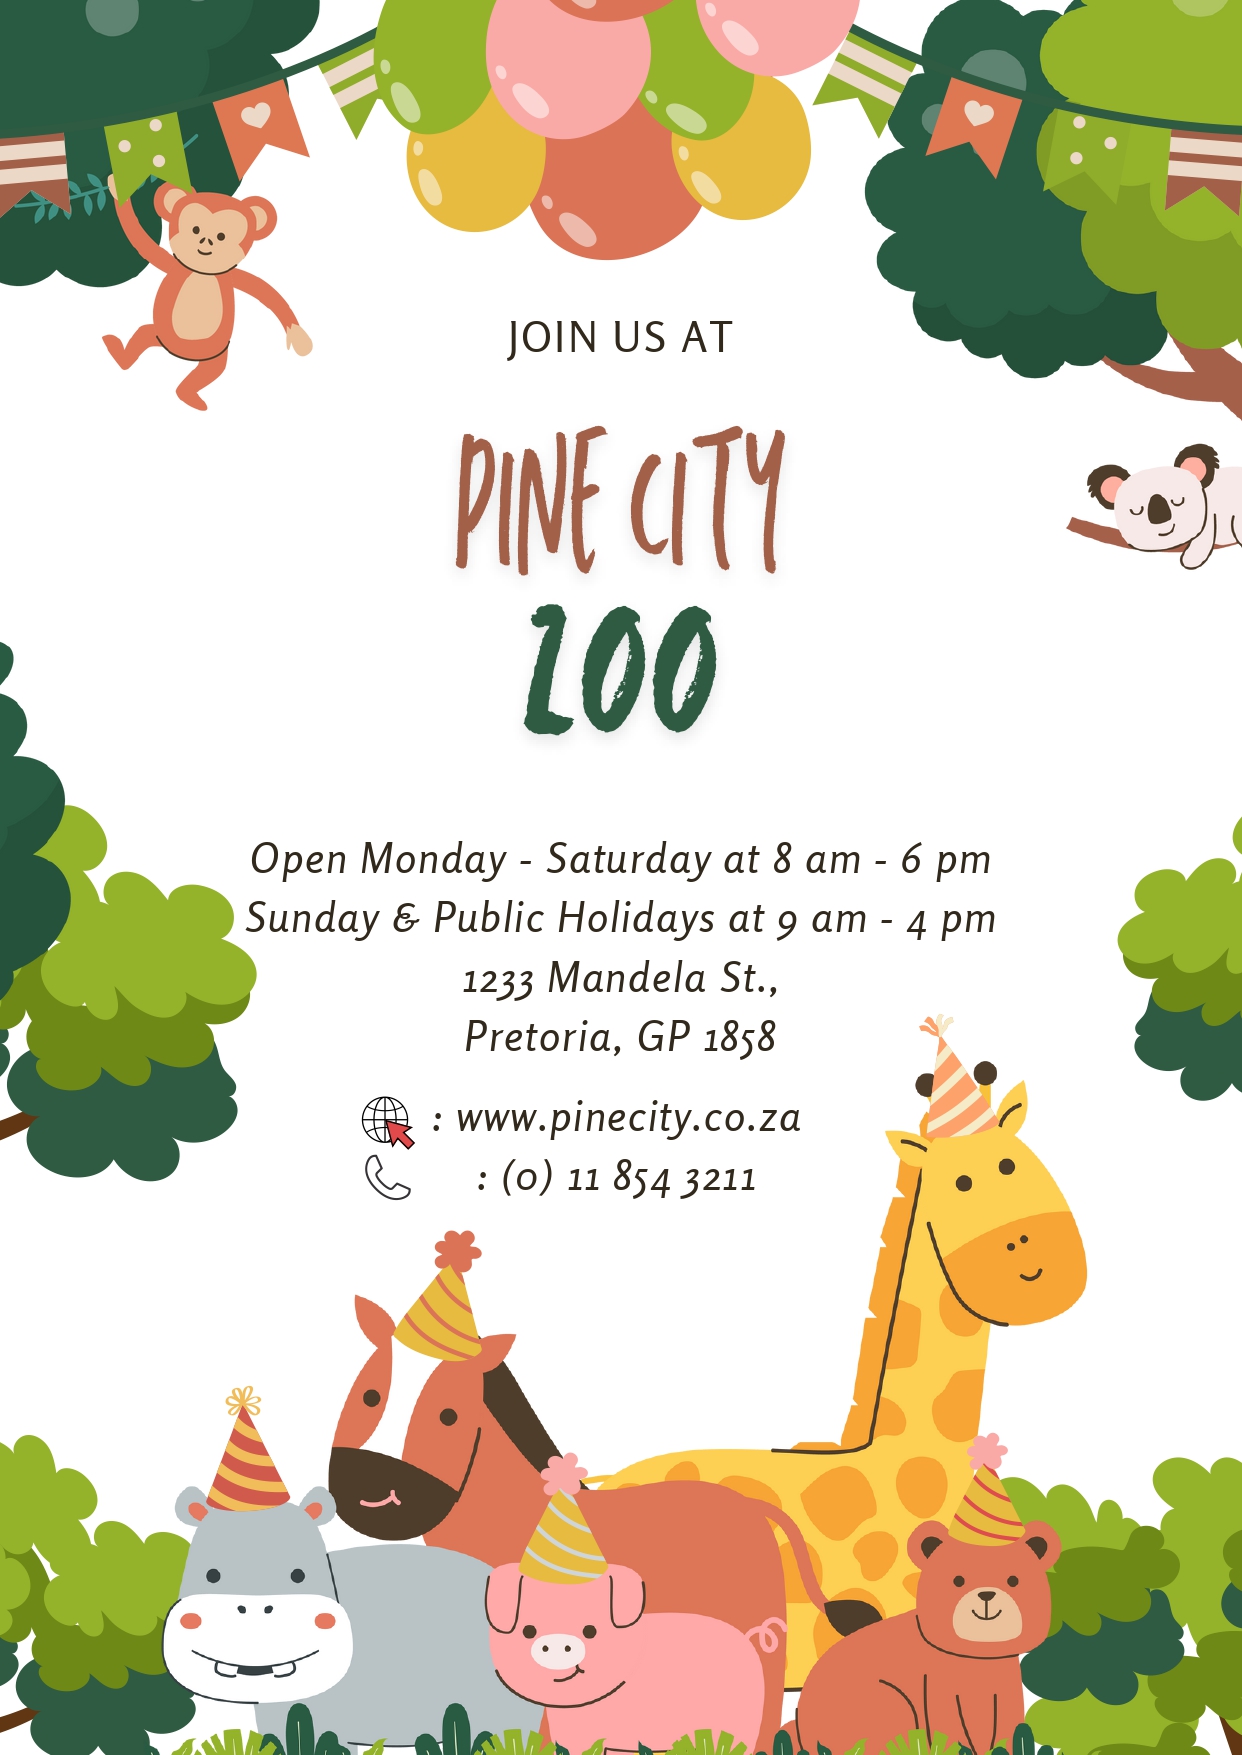 JOIN US AT
PINE CITY
ZOO
Open Monday - Saturday at 8 am - 6 pm
Sunday & Public Holidays at 9 am - 4 pm
1233 Mandela St.,
Pretoria, GP 1858
: www.pinecity.co.za
: (0) 11 854 3211